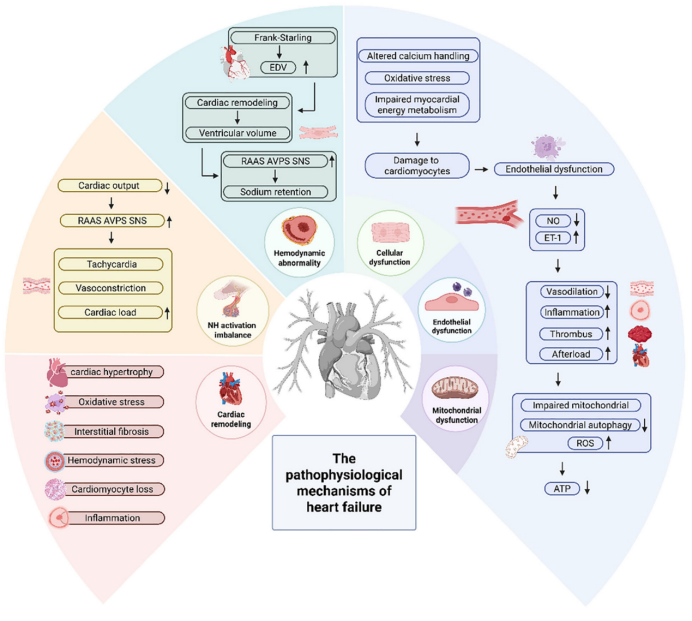 Frank-Starling
EDV
Cardiac remodeling
Ventricular volume
RAAS AVPS SNS
Sodium retention
Hemodynamic
abnormality
Altered calcium handling
Oxidative stress
Impaired myocardial
energy metabolism
Damage to
cardiomyocytes
Endothelial dysfunction
NO
ET-1
Vasodilation
Inflammation
Thrombus
Afterload
Impaired mitochondrial
Mitochondrial autophagy
ROS
ATP
Cellular
dysfunction
Endothelial
dysfunction
Mitochondrial
dysfunction
Cardiac output
RAAS AVPS SNS
Tachycardia
Vasoconstriction
Cardiac load
NH activation
imbalance
cardiac hypertrophy
Oxidative stress
Interstitial fibrosis
Hemodynamic stress
Cardiomyocyte loss
Inflammation
Cardiac
remodeling
The
pathophysiological
mechanisms of
heart failure